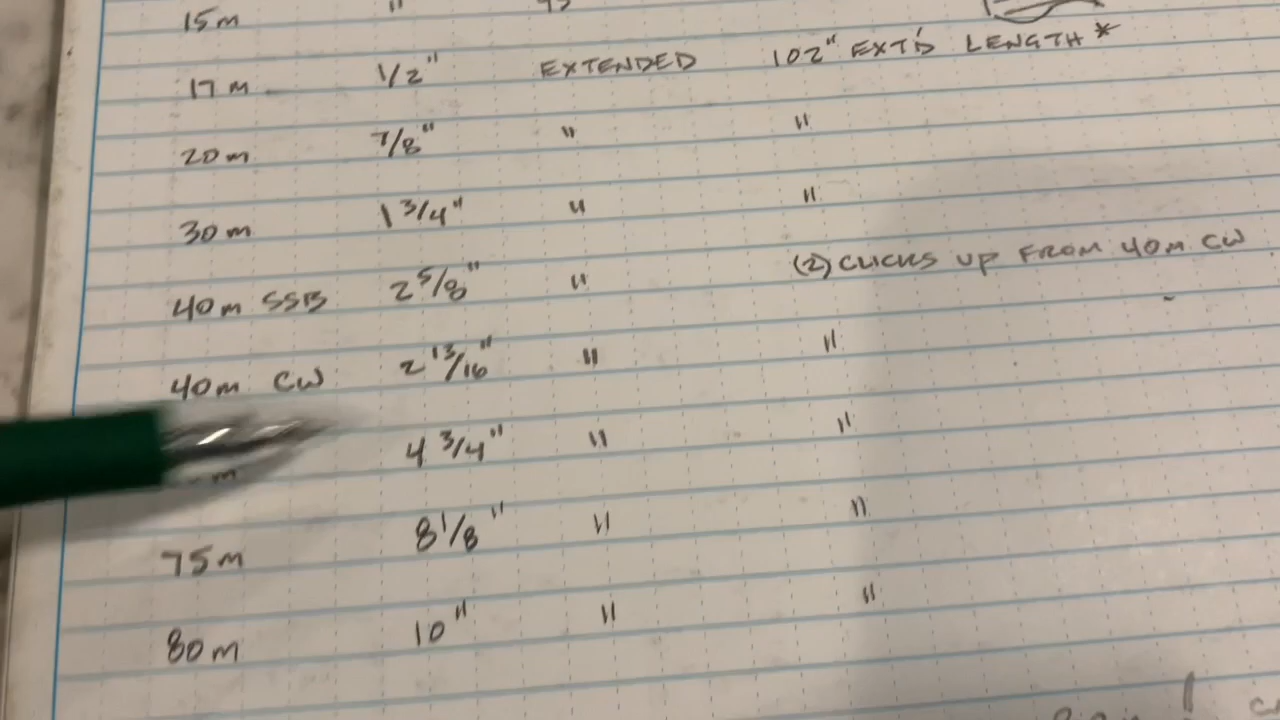 15m "
17m 1/2" EXTENDED 102" EXT'D LENGTH*
20m 7/8" " "
30m 1 3/4" " "
40m SSB 2 5/8" " (2) CLICKS UP FROM 40m CW
40m CW 2 13/16" " "
m 4 3/4" " "
75m 8 1/8" " "
80m 10" " "